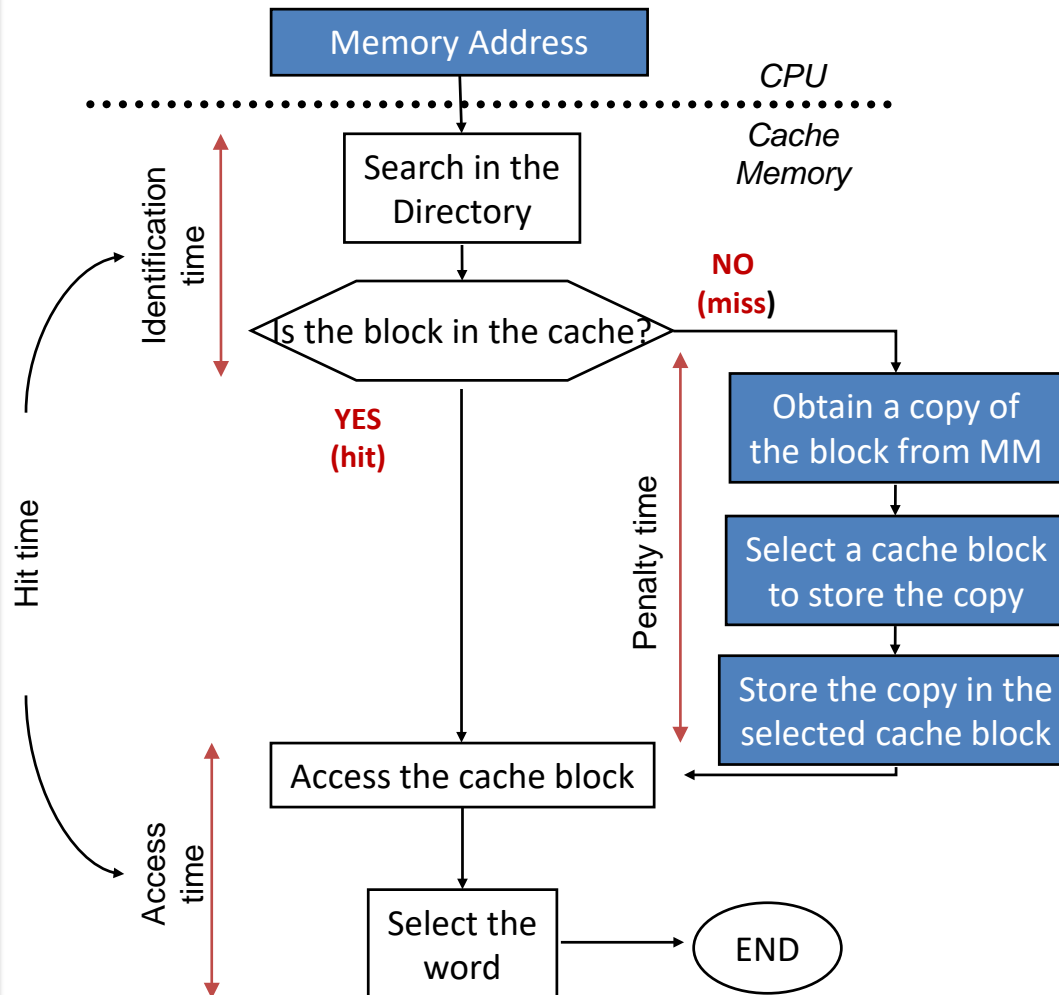 Memory Address
CPU
Cache
Memory
Search in the
Directory
Identification
time
NO
(miss)
Is the block in the cache?
YES
(hit)
Obtain a copy of
the block from MM
Hit time
Penalty time
Select a cache block
to store the copy
Store the copy in the
selected cache block
Access the cache block
Access
time
Select the
word
END